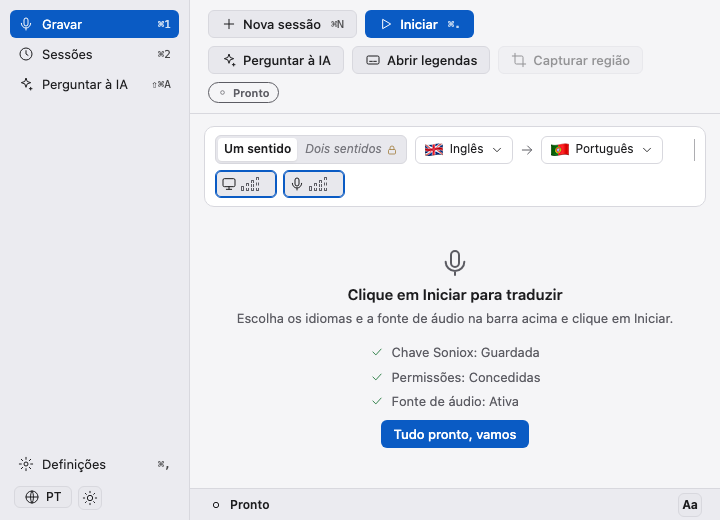 Gravar ⌘1
Sessões ⌘2
Perguntar à IA ⇧⌘A
Definições ⌘,
PT
Nova sessão ⌘N
Iniciar ⌘.
Perguntar à IA
Abrir legendas
Capturar região
Pronto
Um sentido
Dois sentidos
Inglês
Português
Clique em Iniciar para traduzir
Escolha os idiomas e a fonte de áudio na barra acima e clique em Iniciar.
Chave Soniox: Guardada
Permissões: Concedidas
Fonte de áudio: Ativa
Tudo pronto, vamos
Pronto
Aa